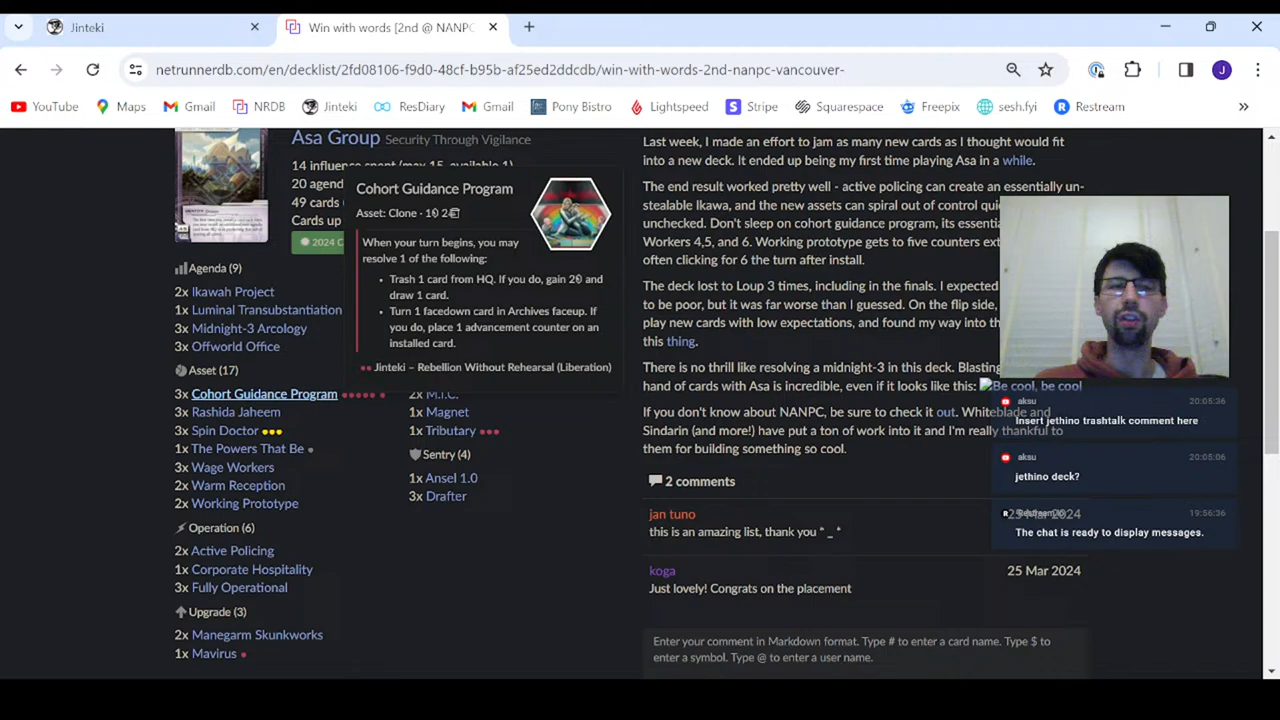 Jinteki
Win with words [2nd @ NANPC
netrunnerdb.com/en/decklist/2fd08106-f9d0-48cf-b95b-af25ed2ddcdb/win-with-words-2nd-nanpc-vancouver-
J
YouTube
Maps
Gmail
NRDB
Jinteki
ResDiary
Gmail
Pony Bistro
Lightspeed
Stripe
Squarespace
Freepix
sesh.fyi
Restream
Asa Group Security Through Vigilance
14 influence spent (max 15, available 1)
20 agend
49 cards
Cards up
2024 C
Cohort Guidance Program
Asset: Clone
When your turn begins, you may
resolve 1 of the following:
• Trash 1 card from HQ. If you do, gain 2 and
draw 1 card.
• Turn 1 facedown card in Archives faceup. If
you do, place 1 advancement counter on an
installed card.
Jinteki – Rebellion Without Rehearsal (Liberation)
Agenda (9)
2x Ikawah Project
1x Luminal Transubstantiation
3x Midnight-3 Arcology
3x Offworld Office
Asset (17)
3x Cohort Guidance Program
3x Rashida Jaheem
3x Spin Doctor
1x The Powers That Be
3x Wage Workers
2x Warm Reception
2x Working Prototype
Operation (6)
2x Active Policing
1x Corporate Hospitality
3x Fully Operational
Upgrade (3)
2x Manegarm Skunkworks
1x Mavirus
2x M.I.C.
1x Magnet
1x Tributary
Sentry (4)
1x Ansel 1.0
3x Drafter
Last week, I made an effort to jam as many new cards as I thought would fit
into a new deck. It ended up being my first time playing Asa in a while.
The end result worked pretty well - active policing can create an essentially un-
stealable Ikawah, and the new assets can spiral out of control qui
counters. Don't sleep on cohort guidance program, its essentia
Workers 4,5, and 6. Working prototype gets to five counters ext
often clicking for 6 the turn after install.
The deck lost to Loup 3 times, including in the finals. I expected
to be poor, but it was far worse than I guessed. On the flip side,
play new cards with low expectations, and found my way into th
this thing.
There is no thrill like resolving a midnight-3 in this deck. Blasting
hand of cards with Asa is incredible, even if it looks like this: Be cool, be cool
If you don't know about NANPC, be sure to check it out. Whiteblade and
Sindarin (and more!) have put a ton of work into it and I'm really thankful to
them for building something so cool.
2 comments
jan tuno
25 Mar 2024
this is an amazing list, thank you * _ *
koga
25 Mar 2024
Just lovely! Congrats on the placement
Enter your comment in Markdown format. Type # to enter a card name. Type $ to
enter a symbol. Type @ to enter a user name.
aksu 20:05:36
Insert jethino trashtalk comment here
aksu 20:05:06
jethino deck?
19:56:36
The chat is ready to display messages.